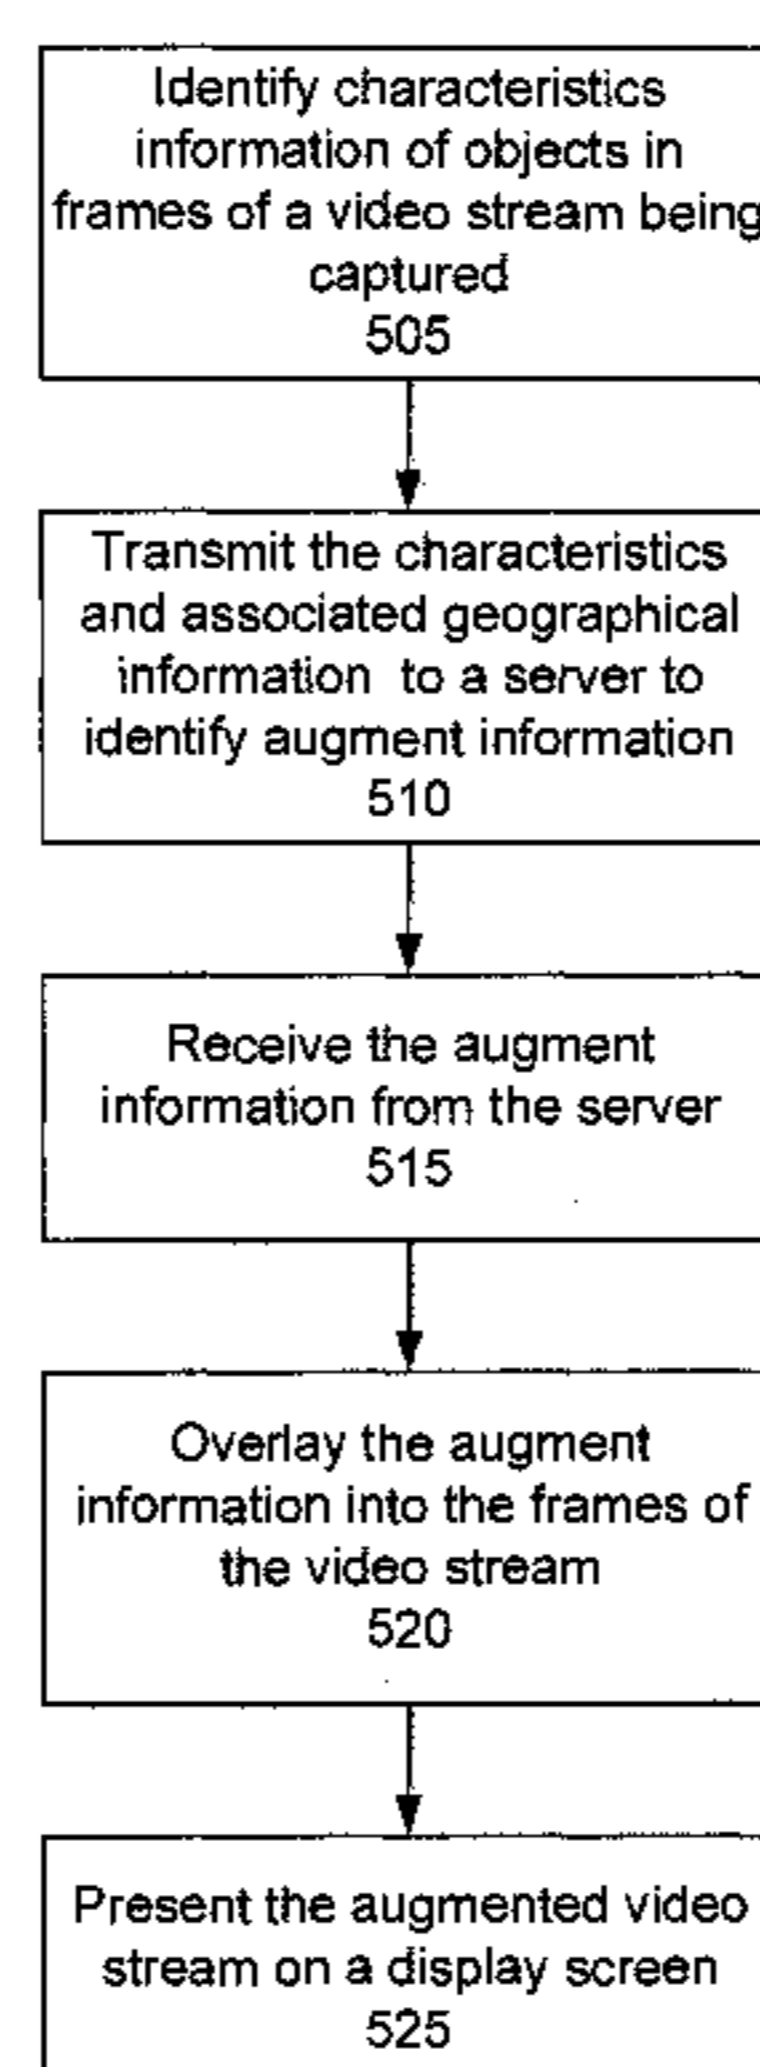 Identify characteristics
information of objects in
frames of a video stream being
captured
505
Transmit the characteristics
and associated geographical
information to a server to
identify augment information
510
Receive the augment
information from the server
515
Overlay the augment
information into the frames of
the video stream
520
Present the augmented video
stream on a display screen
525